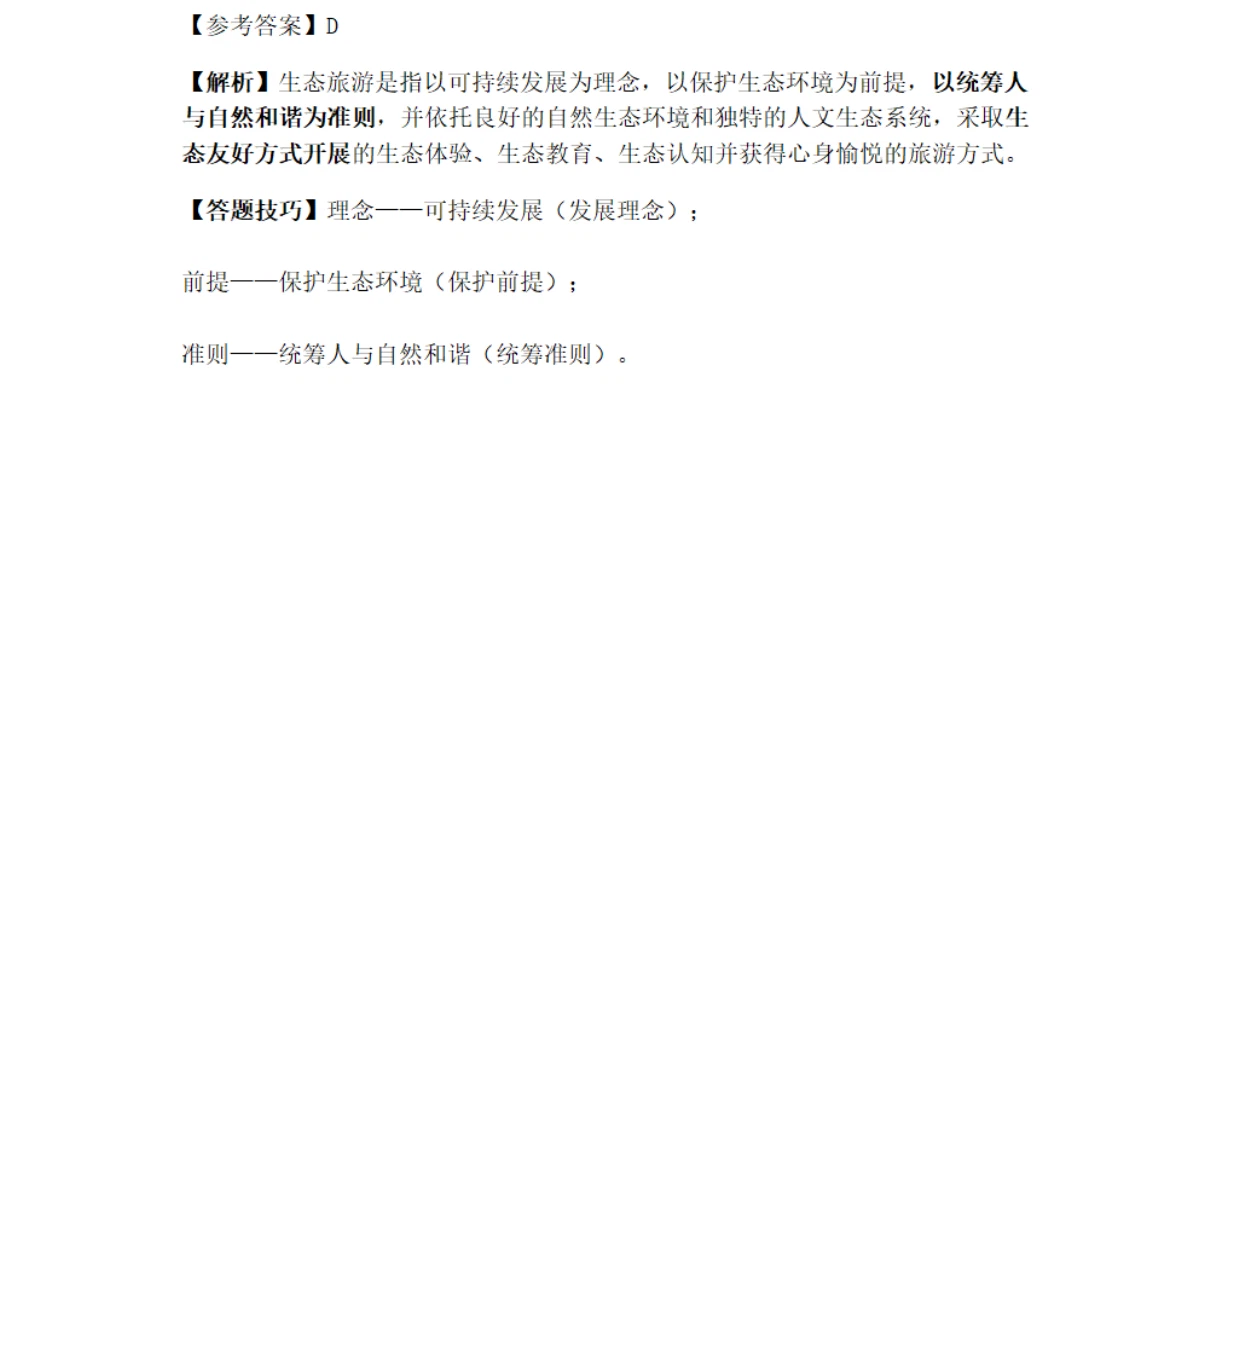 【参考答案】D
【解析】生态旅游是指以可持续发展为理念，以保护生态环境为前提，以统筹人
与自然和谐为准则，并依托良好的自然生态环境和独特的人文生态系统，采取生
态友好方式开展的生态体验、生态教育、生态认知并获得心身愉悦的旅游方式。
【答题技巧】理念——可持续发展（发展理念）；
前提——保护生态环境（保护前提）；
准则——统筹人与自然和谐（统筹准则）。